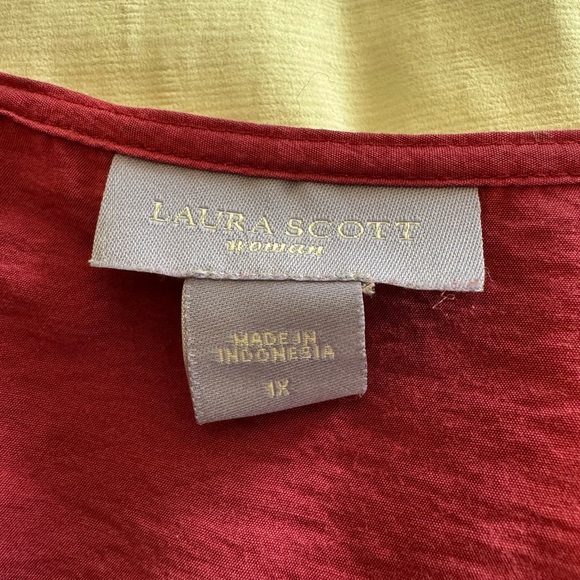 LAURA SCOTT
woman
MADE IN
INDONESIA
1X